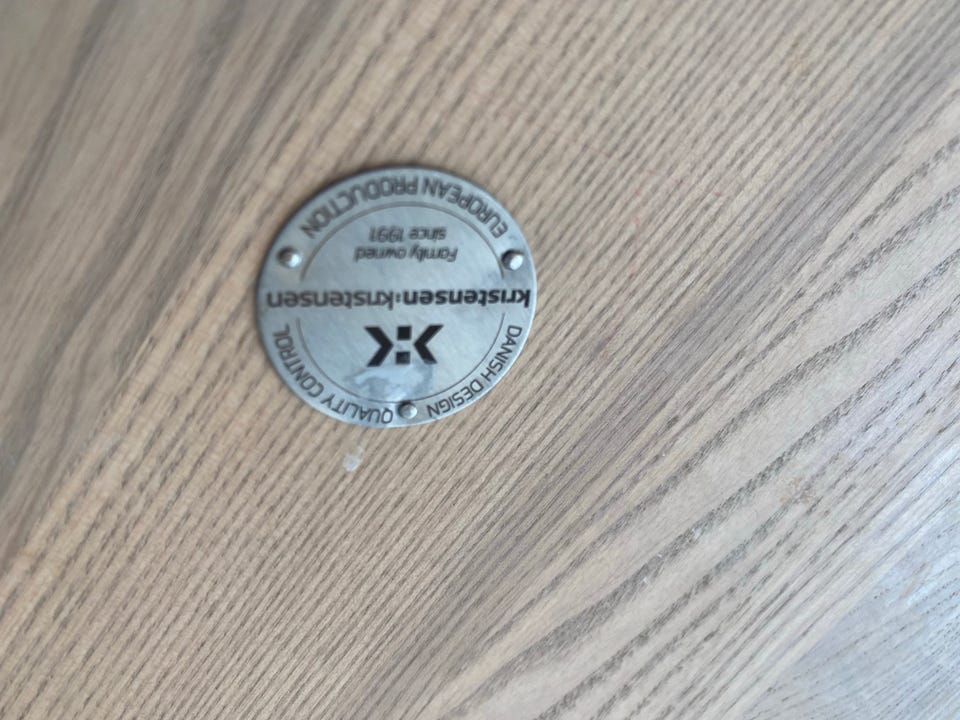 DANISH DESIGN
QUALITY CONTROL
kristensen:kristensen
Family owned
since 1991
EUROPEAN PRODUCTION